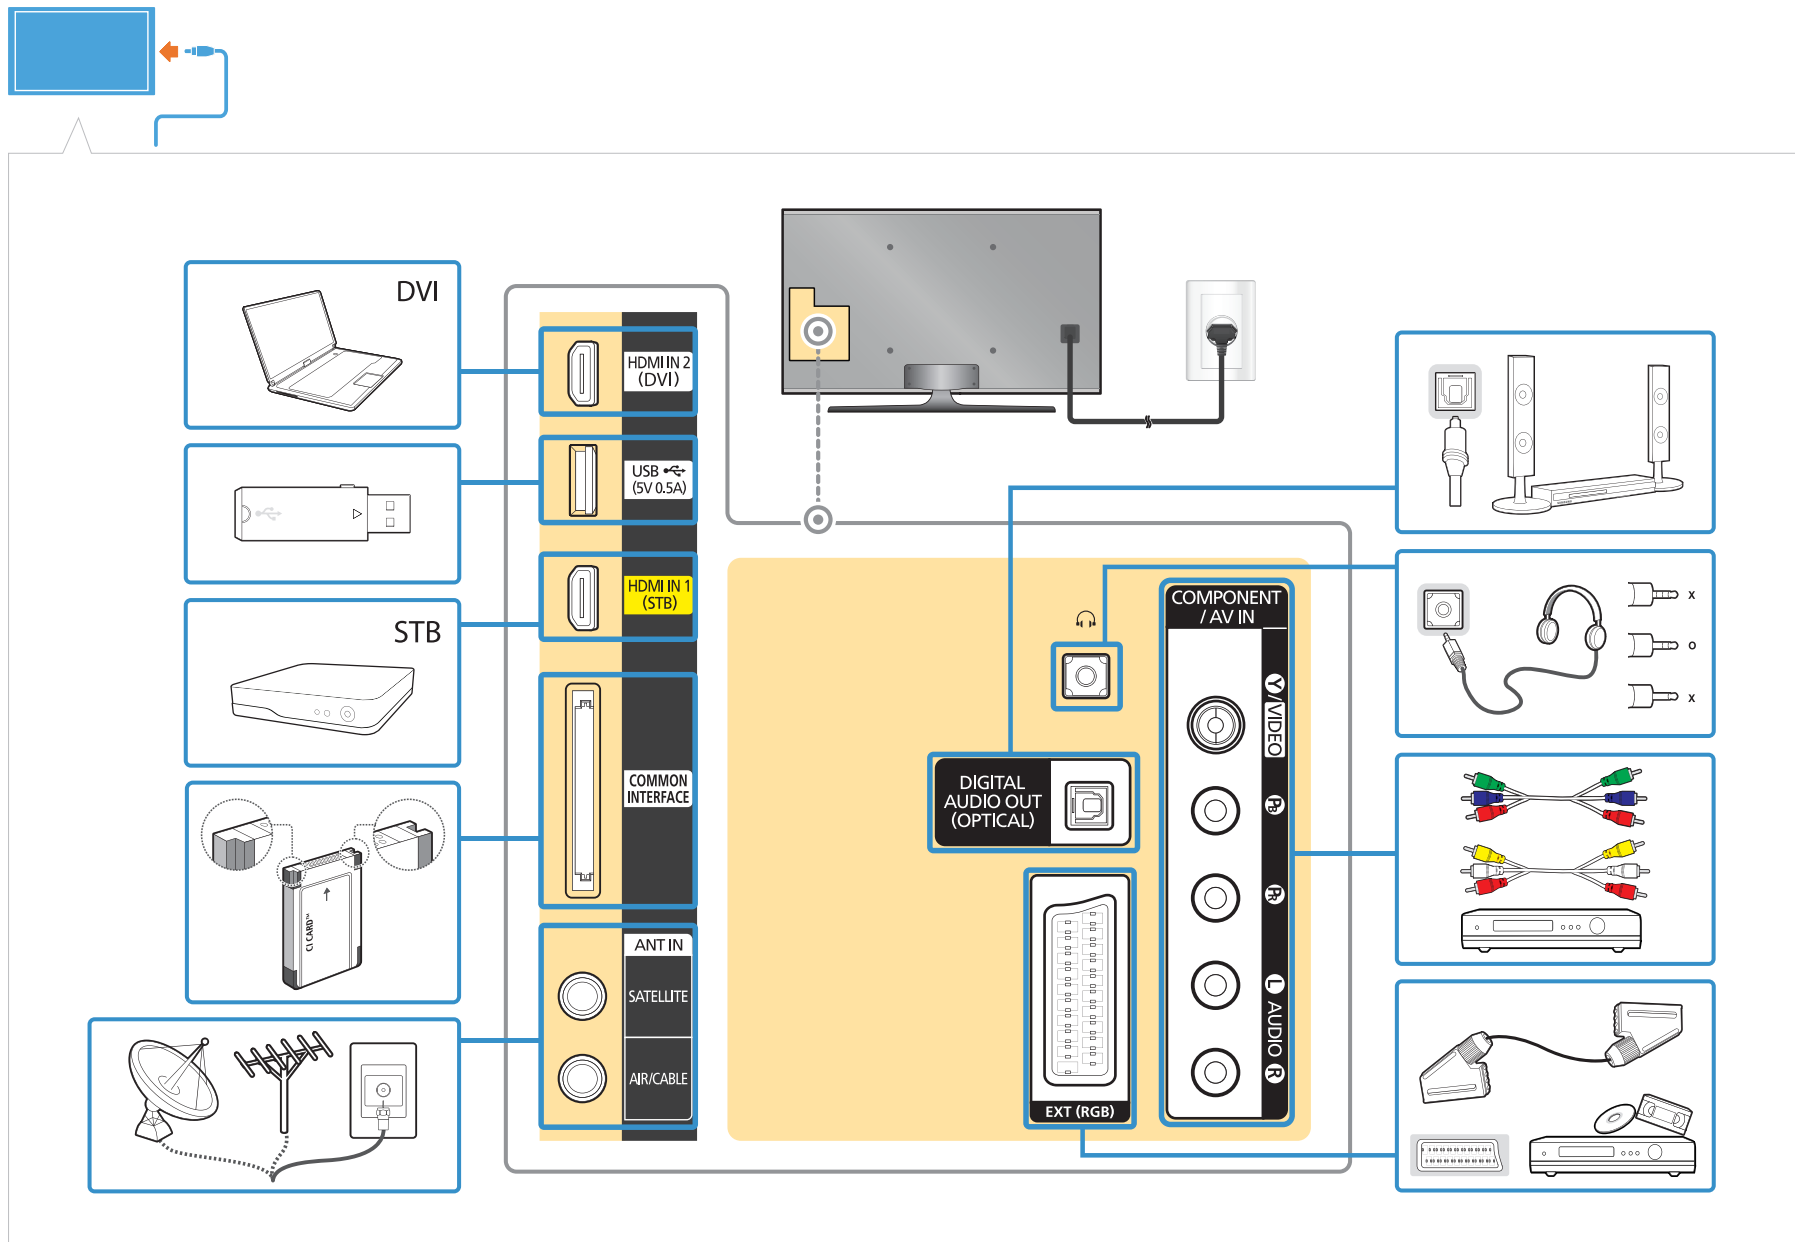 DVI
HDMI IN 2
(DVI)
USB
(5V 0.5A)
STB
HDMI IN 1
(STB)
COMMON
INTERFACE
CI CARD™
ANT IN
SATELLITE
AIR/CABLE
DIGITAL
AUDIO OUT
(OPTICAL)
EXT (RGB)
COMPONENT
/ AV IN
Y/VIDEO
PB
PR
L AUDIO R
x
o
x